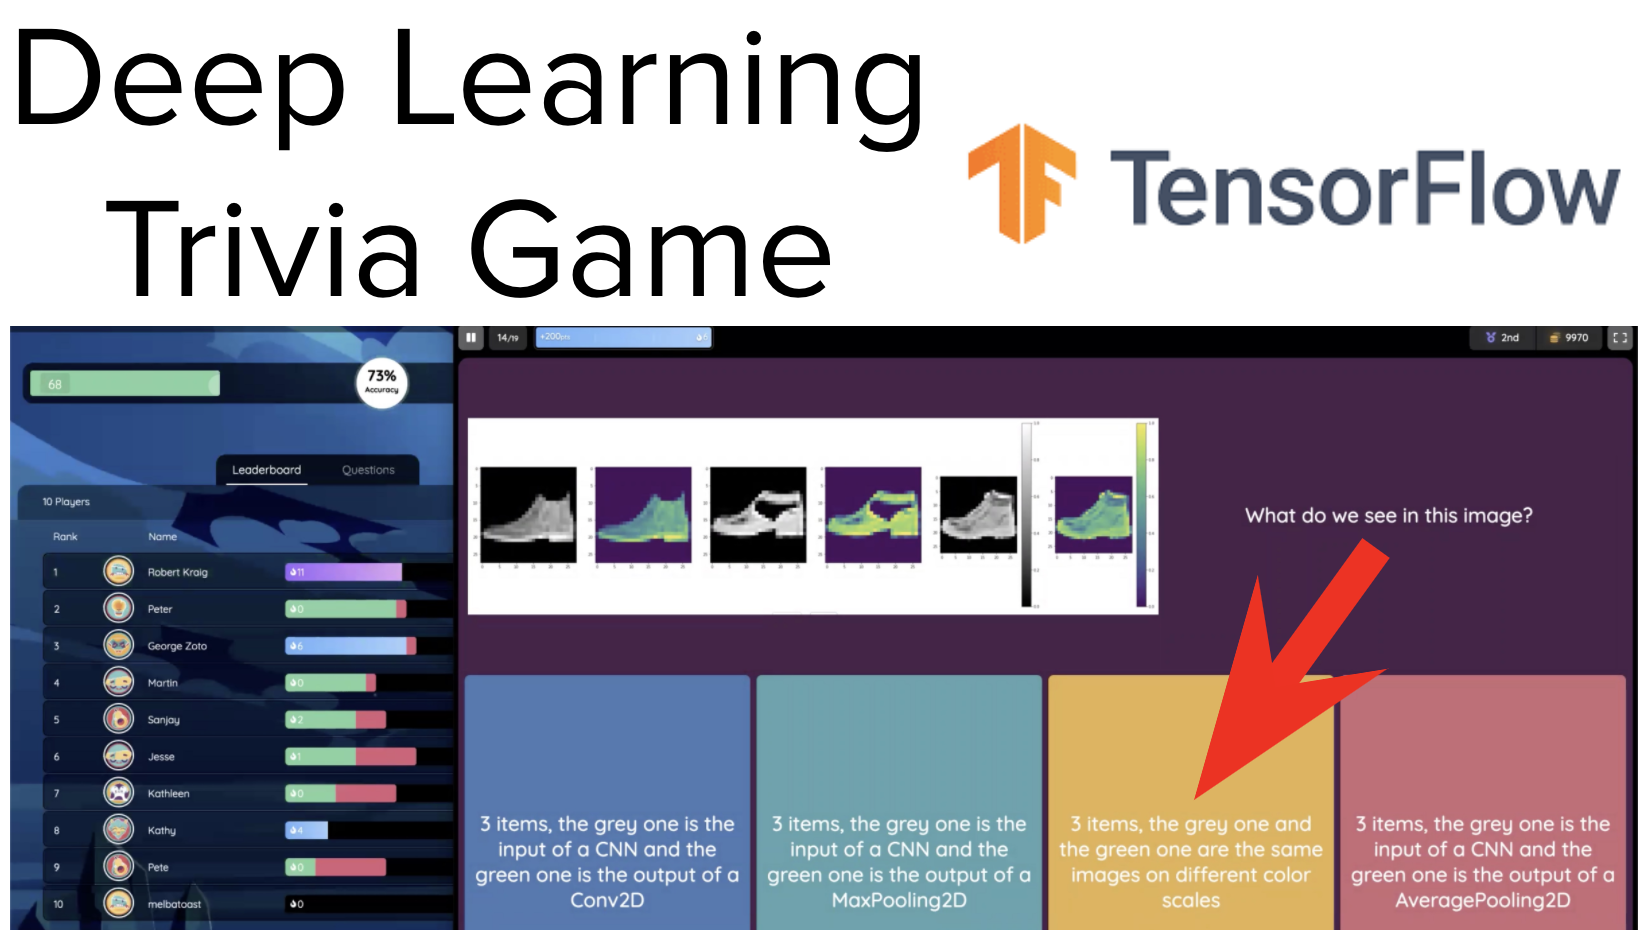 Deep Learning
Trivia Game
TensorFlow
68
73%
Accuracy
Leaderboard Questions
10 Players
Rank Name
1 Robert Kraig 11
2 Peter 0
3 George Zoto 6
4 Martin 0
5 Sanjay 2
6 Jesse 1
7 Kathleen 0
8 Kathy 4
9 Pete 0
10 melbatoast 0
14/19 +200pts 2nd 9970
What do we see in this image?
3 items, the grey one is the
input of a CNN and the
green one is the output of a
Conv2D
3 items, the grey one is the
input of a CNN and the
green one is the output of a
MaxPooling2D
3 items, the grey one and
the green one are the same
images on different color
scales
3 items, the grey one is the
input of a CNN and the
green one is the output of a
AveragePooling2D